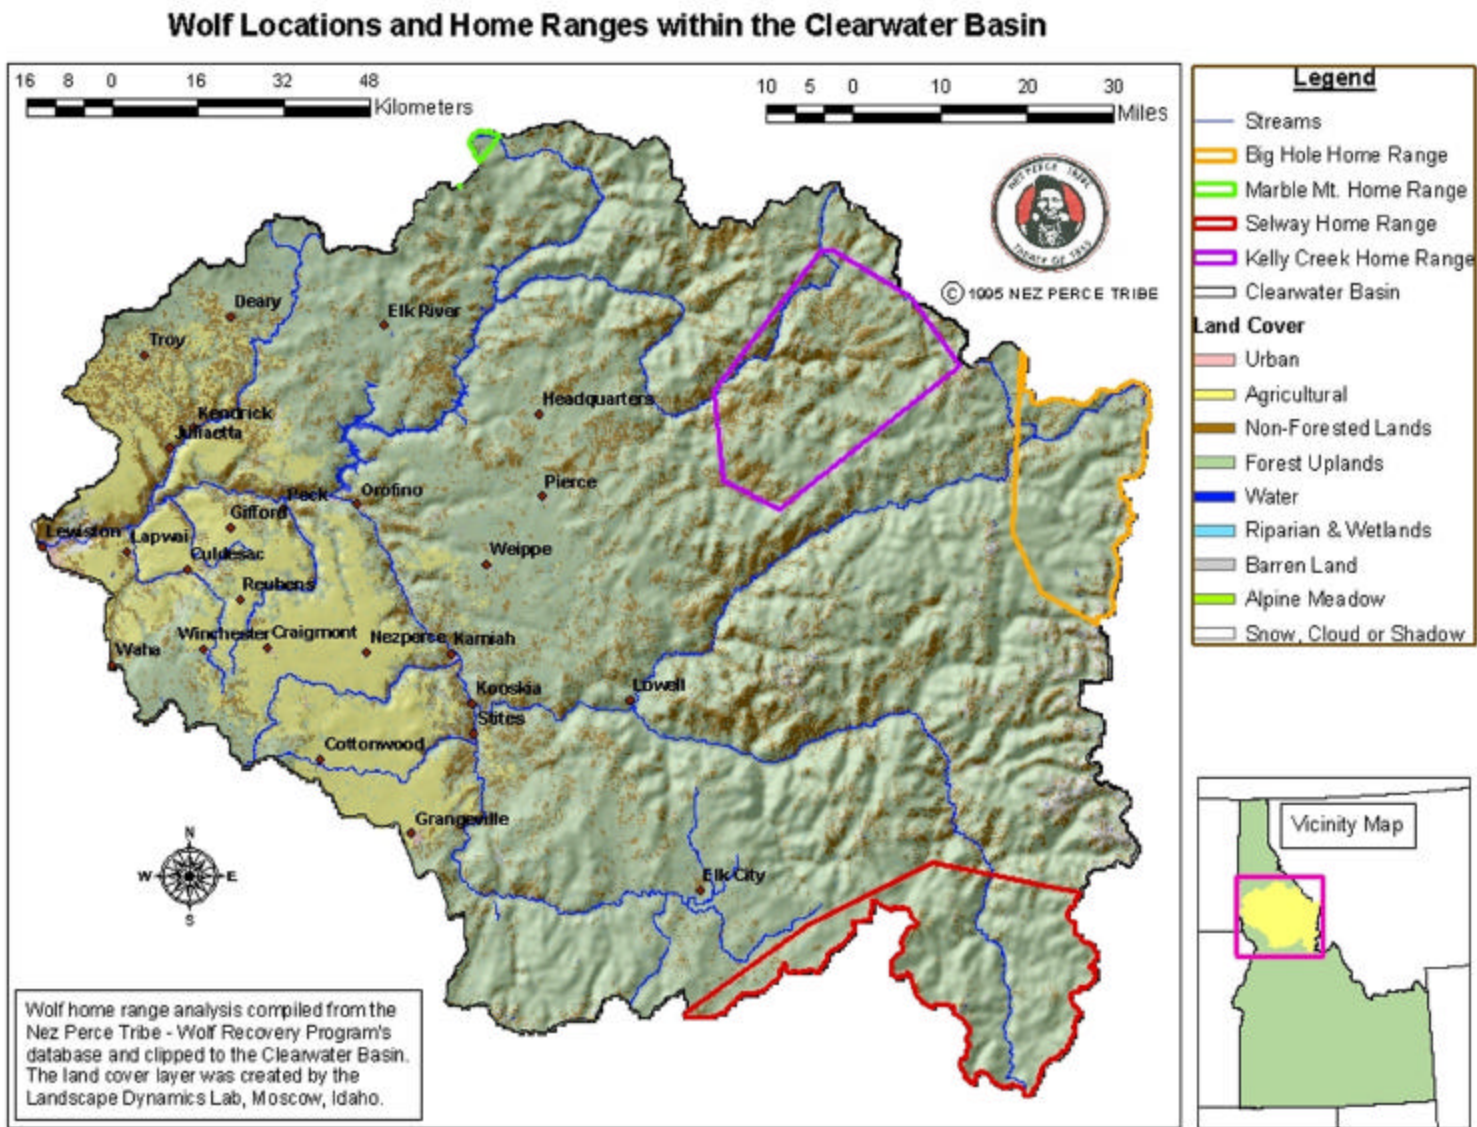 Wolf Locations and Home Ranges within the Clearwater Basin
16 8 0 16 32 48
Kilometers
10 5 0 10 20 30
Miles
NEZ PERCE TRIBE
TREATY OF 1855
© 1995 NEZ PERCE TRIBE
Deary
Elk River
Troy
Headquarters
Kendrick
Juliaetta
Pierce
Peck
Orofino
Gifford
Lewiston
Lapwai
Culdesac
Weippe
Reubens
Winchester
Craigmont
Nezperce
Kamiah
Waha
Kooskia
Lowell
Stites
Cottonwood
Grangeville
Elk City
N
W E
S
Wolf home range analysis compiled from the
Nez Perce Tribe - Wolf Recovery Program's
database and clipped to the Clearwater Basin.
The land cover layer was created by the
Landscape Dynamics Lab, Moscow, Idaho.
Legend
Streams
Big Hole Home Range
Marble Mt. Home Range
Selway Home Range
Kelly Creek Home Range
Clearwater Basin
Land Cover
Urban
Agricultural
Non-Forested Lands
Forest Uplands
Water
Riparian & Wetlands
Barren Land
Alpine Meadow
Snow, Cloud or Shadow
Vicinity Map